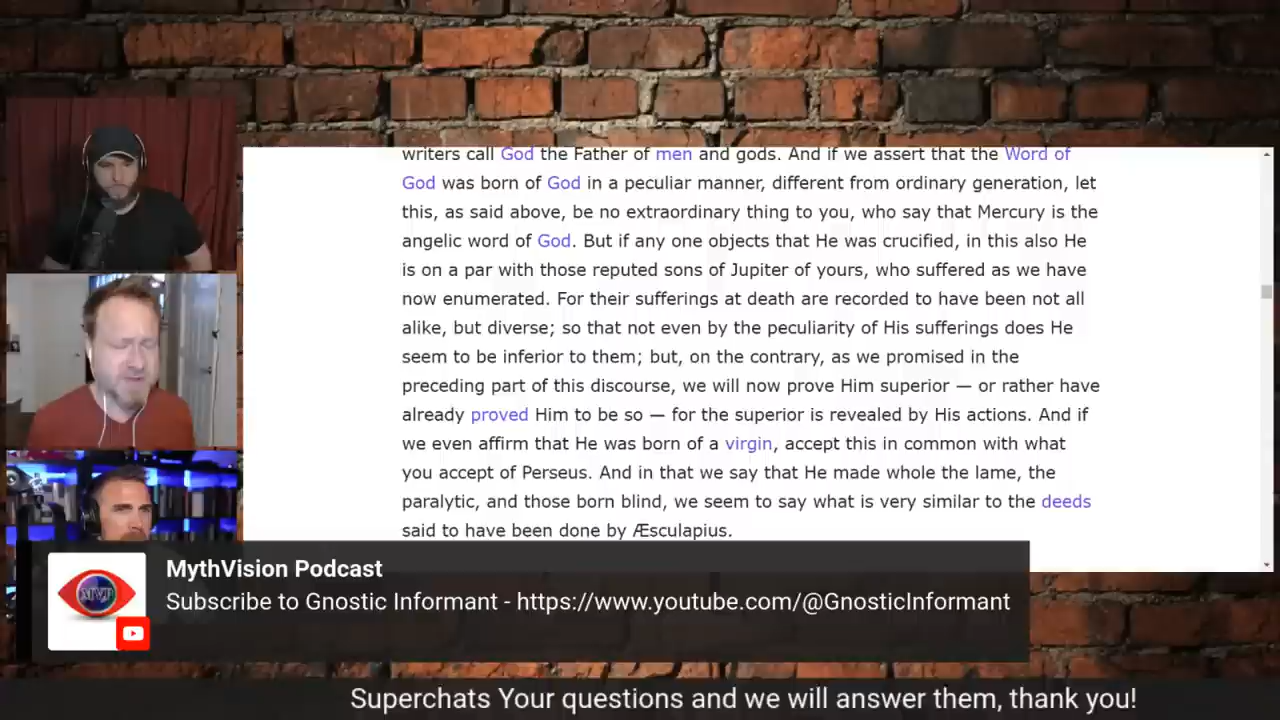 writers call God the Father of men and gods. And if we assert that the Word of
God was born of God in a peculiar manner, different from ordinary generation, let
this, as said above, be no extraordinary thing to you, who say that Mercury is the
angelic word of God. But if any one objects that He was crucified, in this also He
is on a par with those reputed sons of Jupiter of yours, who suffered as we have
now enumerated. For their sufferings at death are recorded to have been not all
alike, but diverse; so that not even by the peculiarity of His sufferings does He
seem to be inferior to them; but, on the contrary, as we promised in the
preceding part of this discourse, we will now prove Him superior — or rather have
already proved Him to be so — for the superior is revealed by His actions. And if
we even affirm that He was born of a virgin, accept this in common with what
you accept of Perseus. And in that we say that He made whole the lame, the
paralytic, and those born blind, we seem to say what is very similar to the deeds
said to have been done by Æsculapius.
MVP
MythVision Podcast
Subscribe to Gnostic Informant - https://www.youtube.com/@GnosticInformant
Superchats Your questions and we will answer them, thank you!